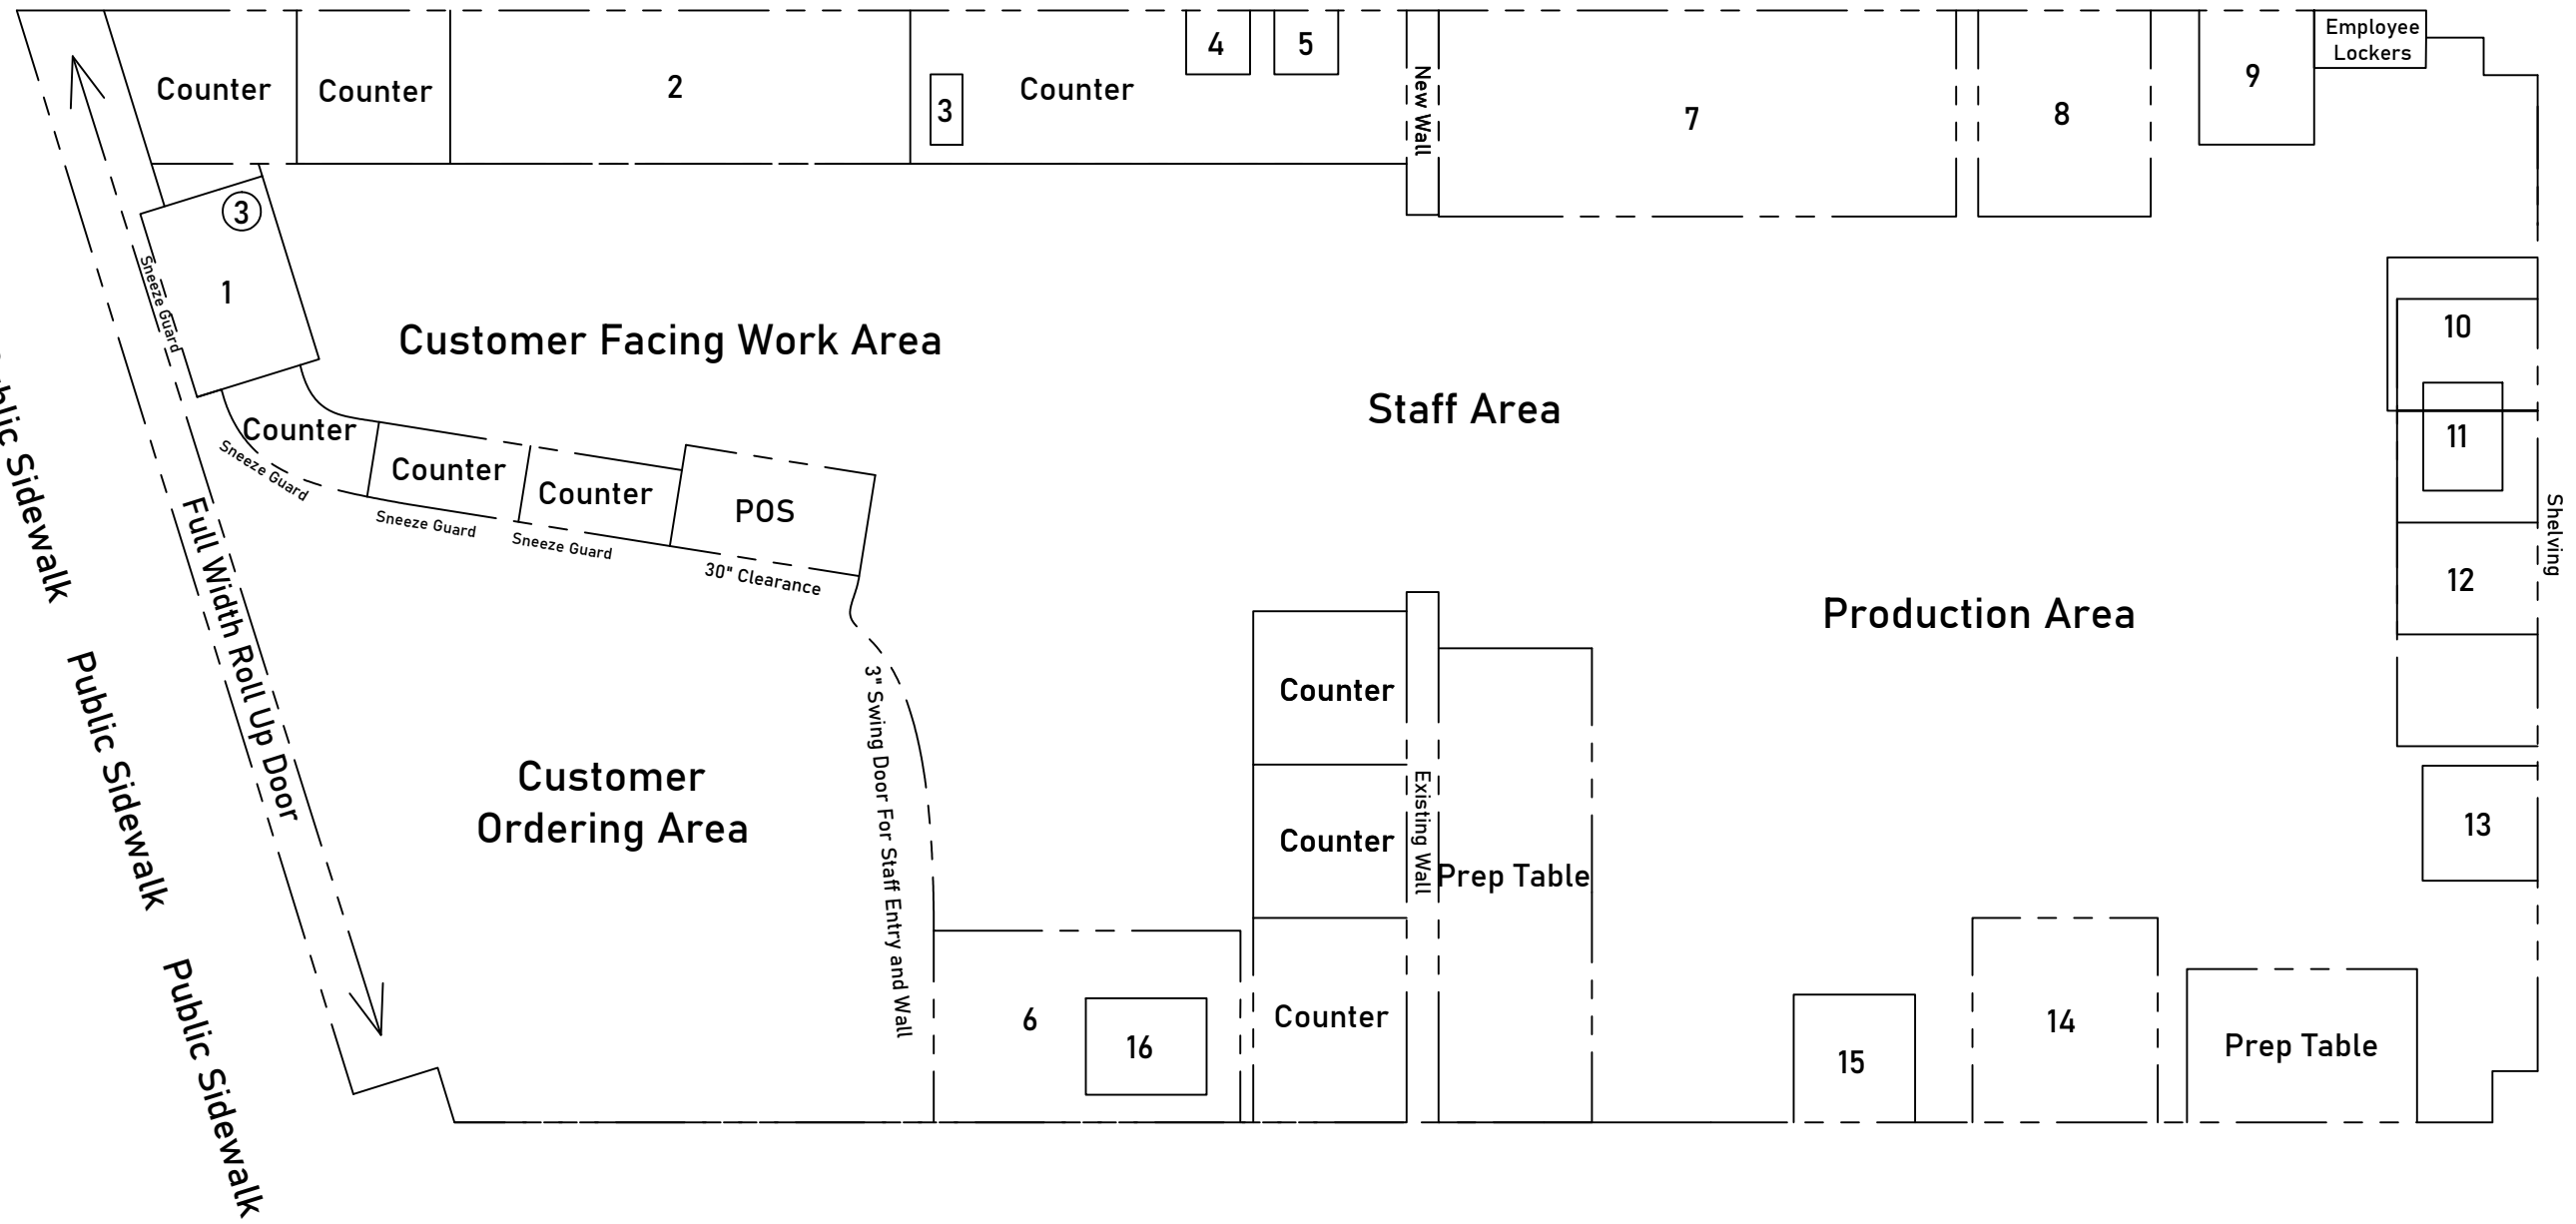 Counter
Counter
2
3
Counter
4
5
New Wall
7
8
9
Employee
Lockers
3
1
Sneeze Guard
Customer Facing Work Area
Staff Area
10
11
12
Shelving
Counter
Sneeze Guard
Counter
Sneeze Guard
Counter
Sneeze Guard
POS
30" Clearance
Sidewalk
Full Width Roll Up Door
Public Sidewalk
Public Sidewalk
3" Swing Door For Staff Entry and Wall
Customer
Ordering Area
Production Area
Counter
Counter
Counter
Existing Wall
Prep Table
13
6
16
15
14
Prep Table